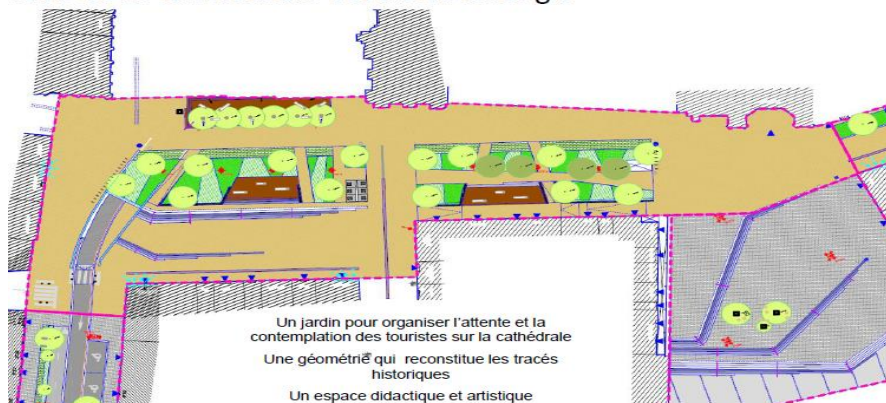 Un jardin pour organiser l'attente et la
contemplation des touristes sur la cathédrale
Une géométrie qui reconstitue les tracés
historiques
Un espace didactique et artistique